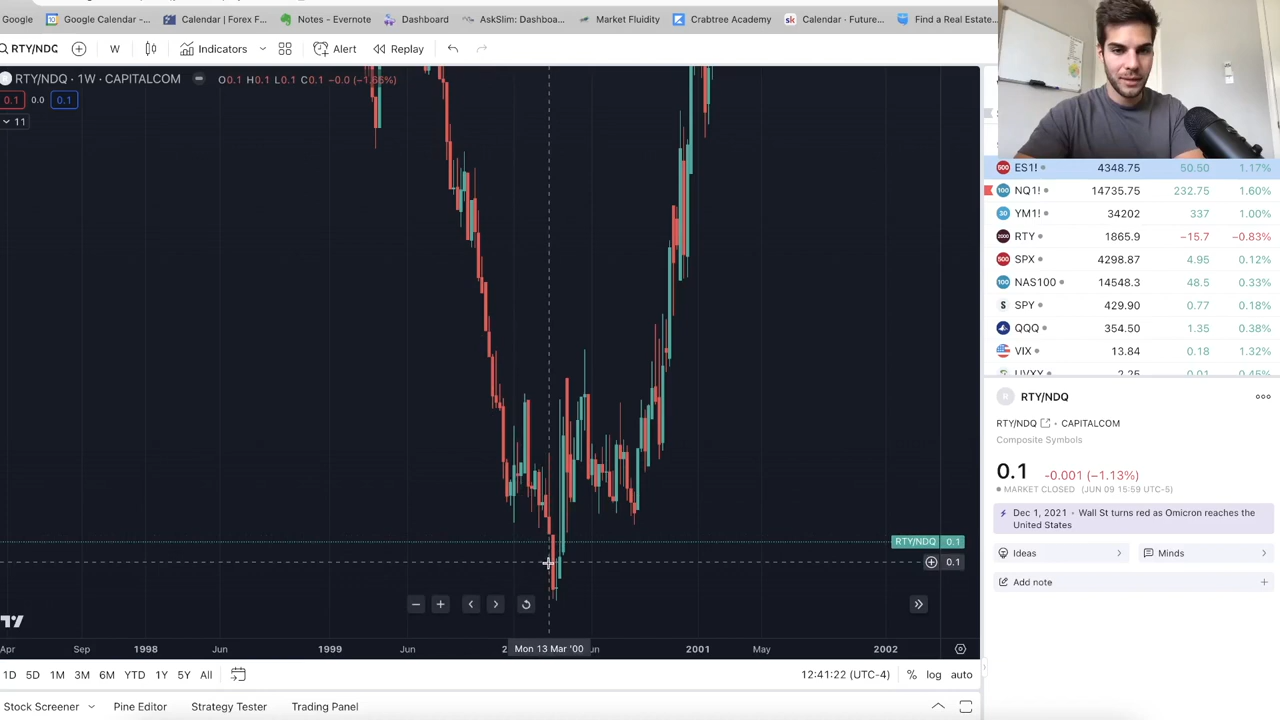 Google
Google Calendar -...
Calendar | Forex F...
Notes - Evernote
Dashboard
AskSlim: Dashboa...
Market Fluidity
Crabtree Academy
Calendar · Future...
Find a Real Estate...
RTY/NDQ
W
Indicators
Alert
Replay
RTY/NDQ · 1W · CAPITALCOM
O0.1 H0.1 L0.1 C0.1 −0.0 (−1.66%)
0.1 0.0 0.1
11
ES1! 4348.75 50.50 1.17%
NQ1! 14735.75 232.75 1.60%
YM1! 34202 337 1.00%
RTY 1865.9 −15.7 −0.83%
SPX 4298.87 4.95 0.12%
NAS100 14548.3 48.5 0.33%
SPY 429.90 0.77 0.18%
QQQ 354.50 1.35 0.38%
VIX 13.84 0.18 1.32%
UVXY 2.25 0.01 0.45%
RTY/NDQ
RTY/NDQ · CAPITALCOM
Composite Symbols
0.1 -0.001 (−1.13%)
MARKET CLOSED (JUN 09 15:59 UTC-5)
Dec 1, 2021 · Wall St turns red as Omicron reaches the
United States
Ideas
Minds
Add note
RTY/NDQ 0.1
0.1
Apr Sep 1998 Jun 1999 Jun Mon 13 Mar '00 2001 May 2002
1D 5D 1M 3M 6M YTD 1Y 5Y All
12:41:22 (UTC-4) % log auto
Stock Screener
Pine Editor
Strategy Tester
Trading Panel